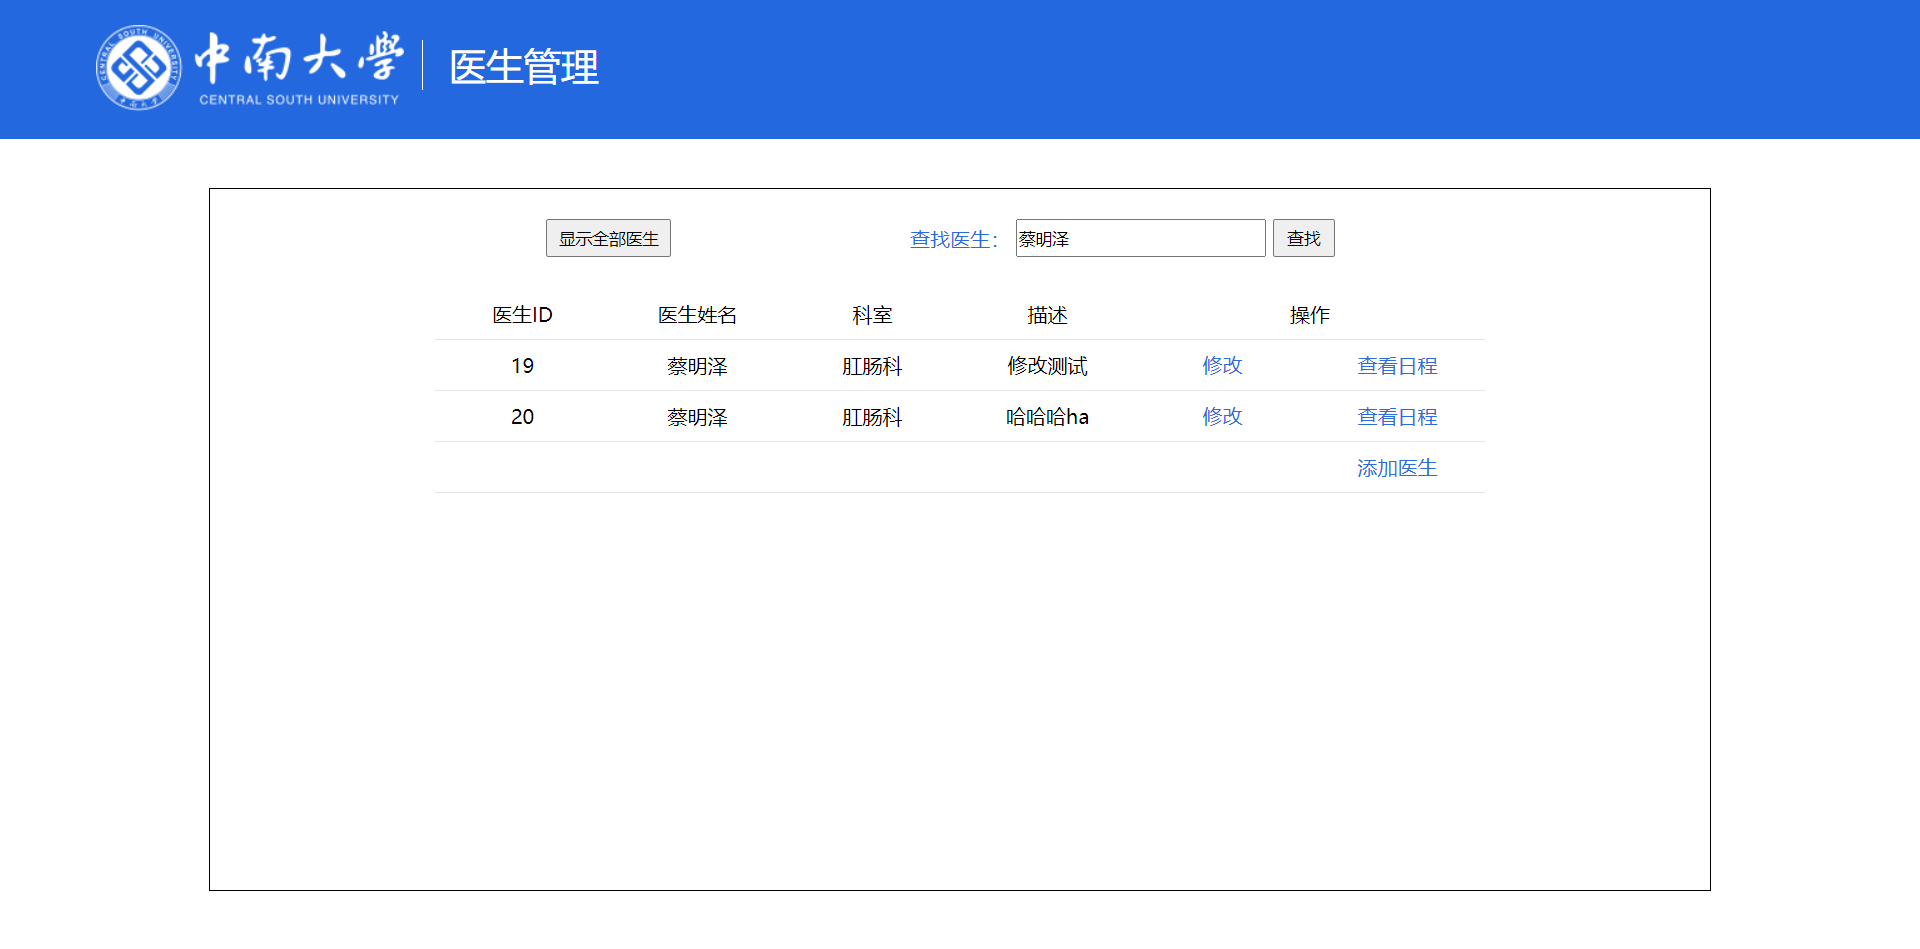 中南大学
CENTRAL SOUTH UNIVERSITY
医生管理
显示全部医生 查找医生： 蔡明泽 查找
医生ID 医生姓名 科室 描述 操作
19 蔡明泽 肛肠科 修改测试 修改 查看日程
20 蔡明泽 肛肠科 哈哈哈ha 修改 查看日程
添加医生